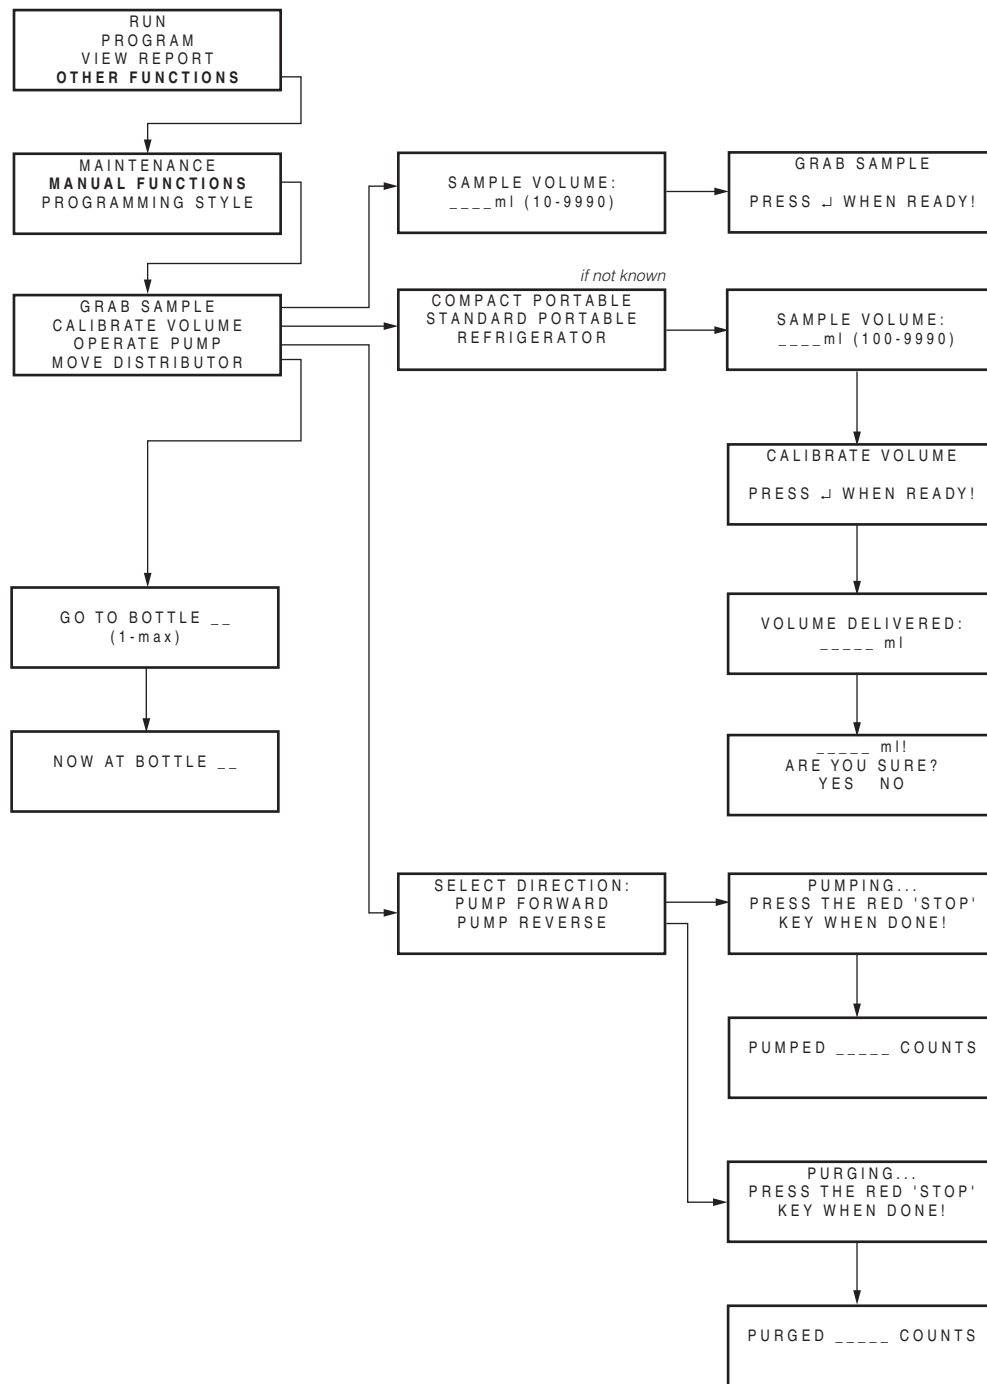 RUN
PROGRAM
VIEW REPORT
OTHER FUNCTIONS
MAINTENANCE
MANUAL FUNCTIONS
PROGRAMMING STYLE
GRAB SAMPLE
CALIBRATE VOLUME
OPERATE PUMP
MOVE DISTRIBUTOR
SAMPLE VOLUME:
____ml (10-9990)
GRAB SAMPLE
PRESS ↵ WHEN READY!
if not known
COMPACT PORTABLE
STANDARD PORTABLE
REFRIGERATOR
SAMPLE VOLUME:
____ml (100-9990)
CALIBRATE VOLUME
PRESS ↵ WHEN READY!
VOLUME DELIVERED:
_____ ml
_____ ml!
ARE YOU SURE?
YES NO
GO TO BOTTLE __
(1-max)
NOW AT BOTTLE __
SELECT DIRECTION:
PUMP FORWARD
PUMP REVERSE
PUMPING...
PRESS THE RED 'STOP'
KEY WHEN DONE!
PUMPED _____ COUNTS
PURGING...
PRESS THE RED 'STOP'
KEY WHEN DONE!
PURGED _____ COUNTS